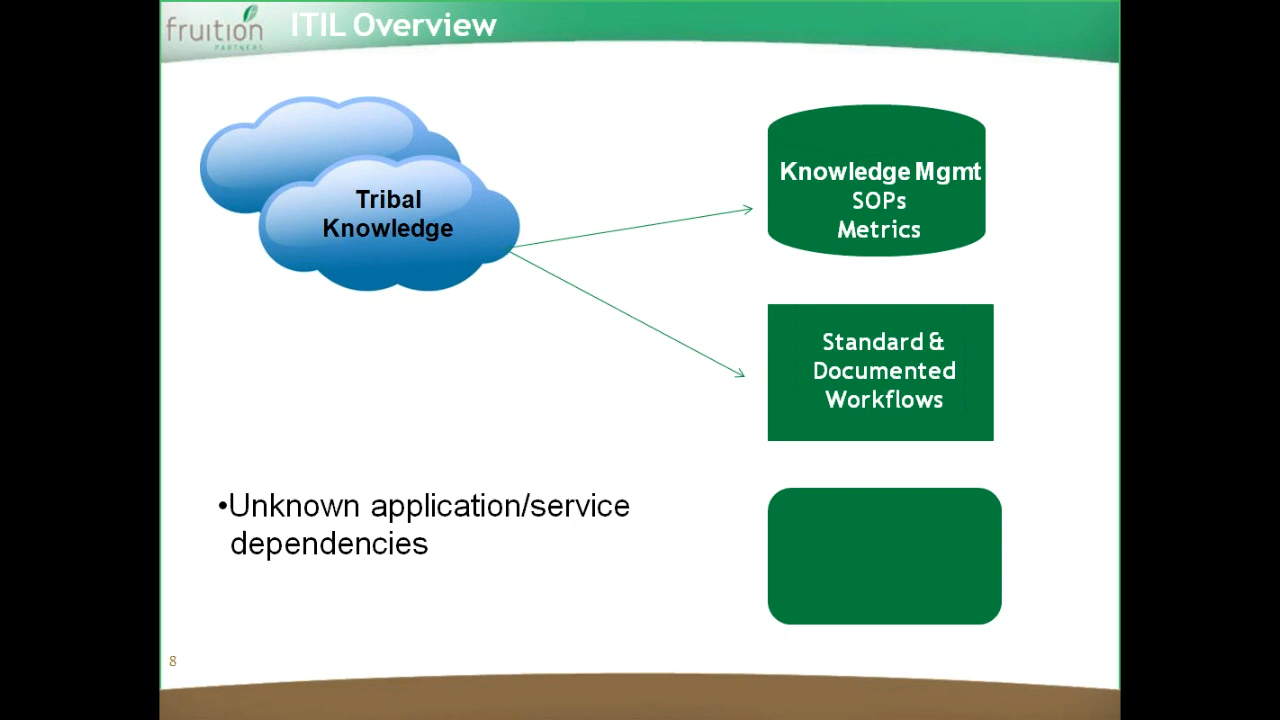 fruition
PARTNERS
ITIL Overview
Tribal
Knowledge
Knowledge Mgmt
SOPs
Metrics
Standard &
Documented
Workflows
•Unknown application/service
dependencies
8